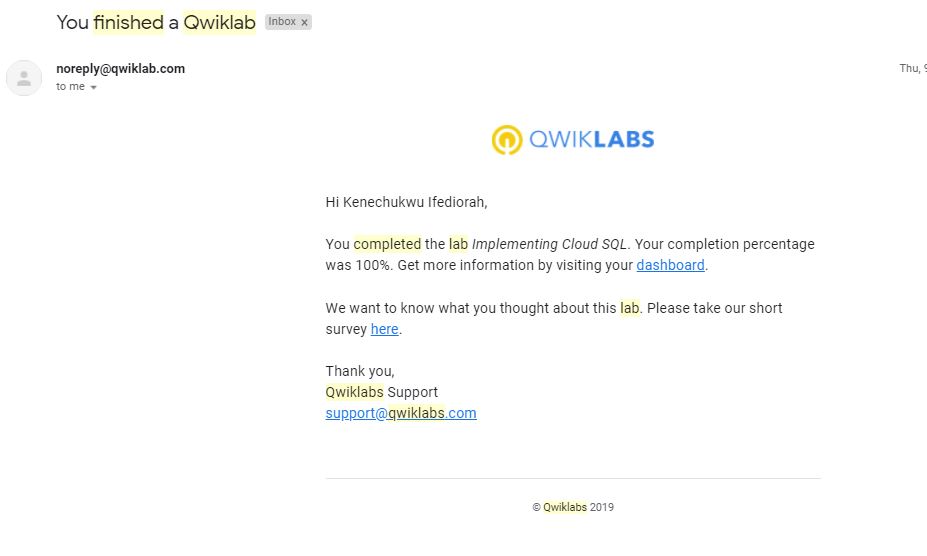 You finished a Qwiklab Inbox x
noreply@qwiklab.com
Thu, 9
to me
QWIKLABS
Hi Kenechukwu Ifediorah,
You completed the lab Implementing Cloud SQL. Your completion percentage
was 100%. Get more information by visiting your dashboard.
We want to know what you thought about this lab. Please take our short
survey here.
Thank you,
Qwiklabs Support
support@qwiklabs.com
© Qwiklabs 2019